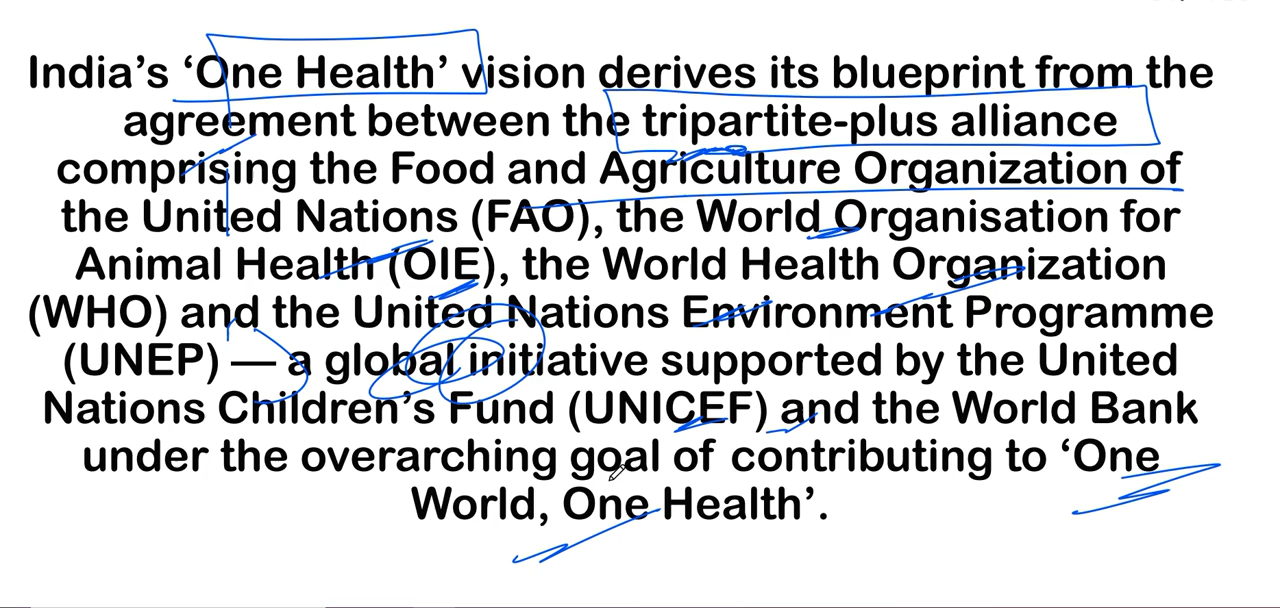 India’s ‘One Health’ vision derives its blueprint from the
agreement between the tripartite-plus alliance
comprising the Food and Agriculture Organization of
the United Nations (FAO), the World Organisation for
Animal Health (OIE), the World Health Organization
(WHO) and the United Nations Environment Programme
(UNEP) — a global initiative supported by the United
Nations Children’s Fund (UNICEF) and the World Bank
under the overarching goal of contributing to ‘One
World, One Health’.